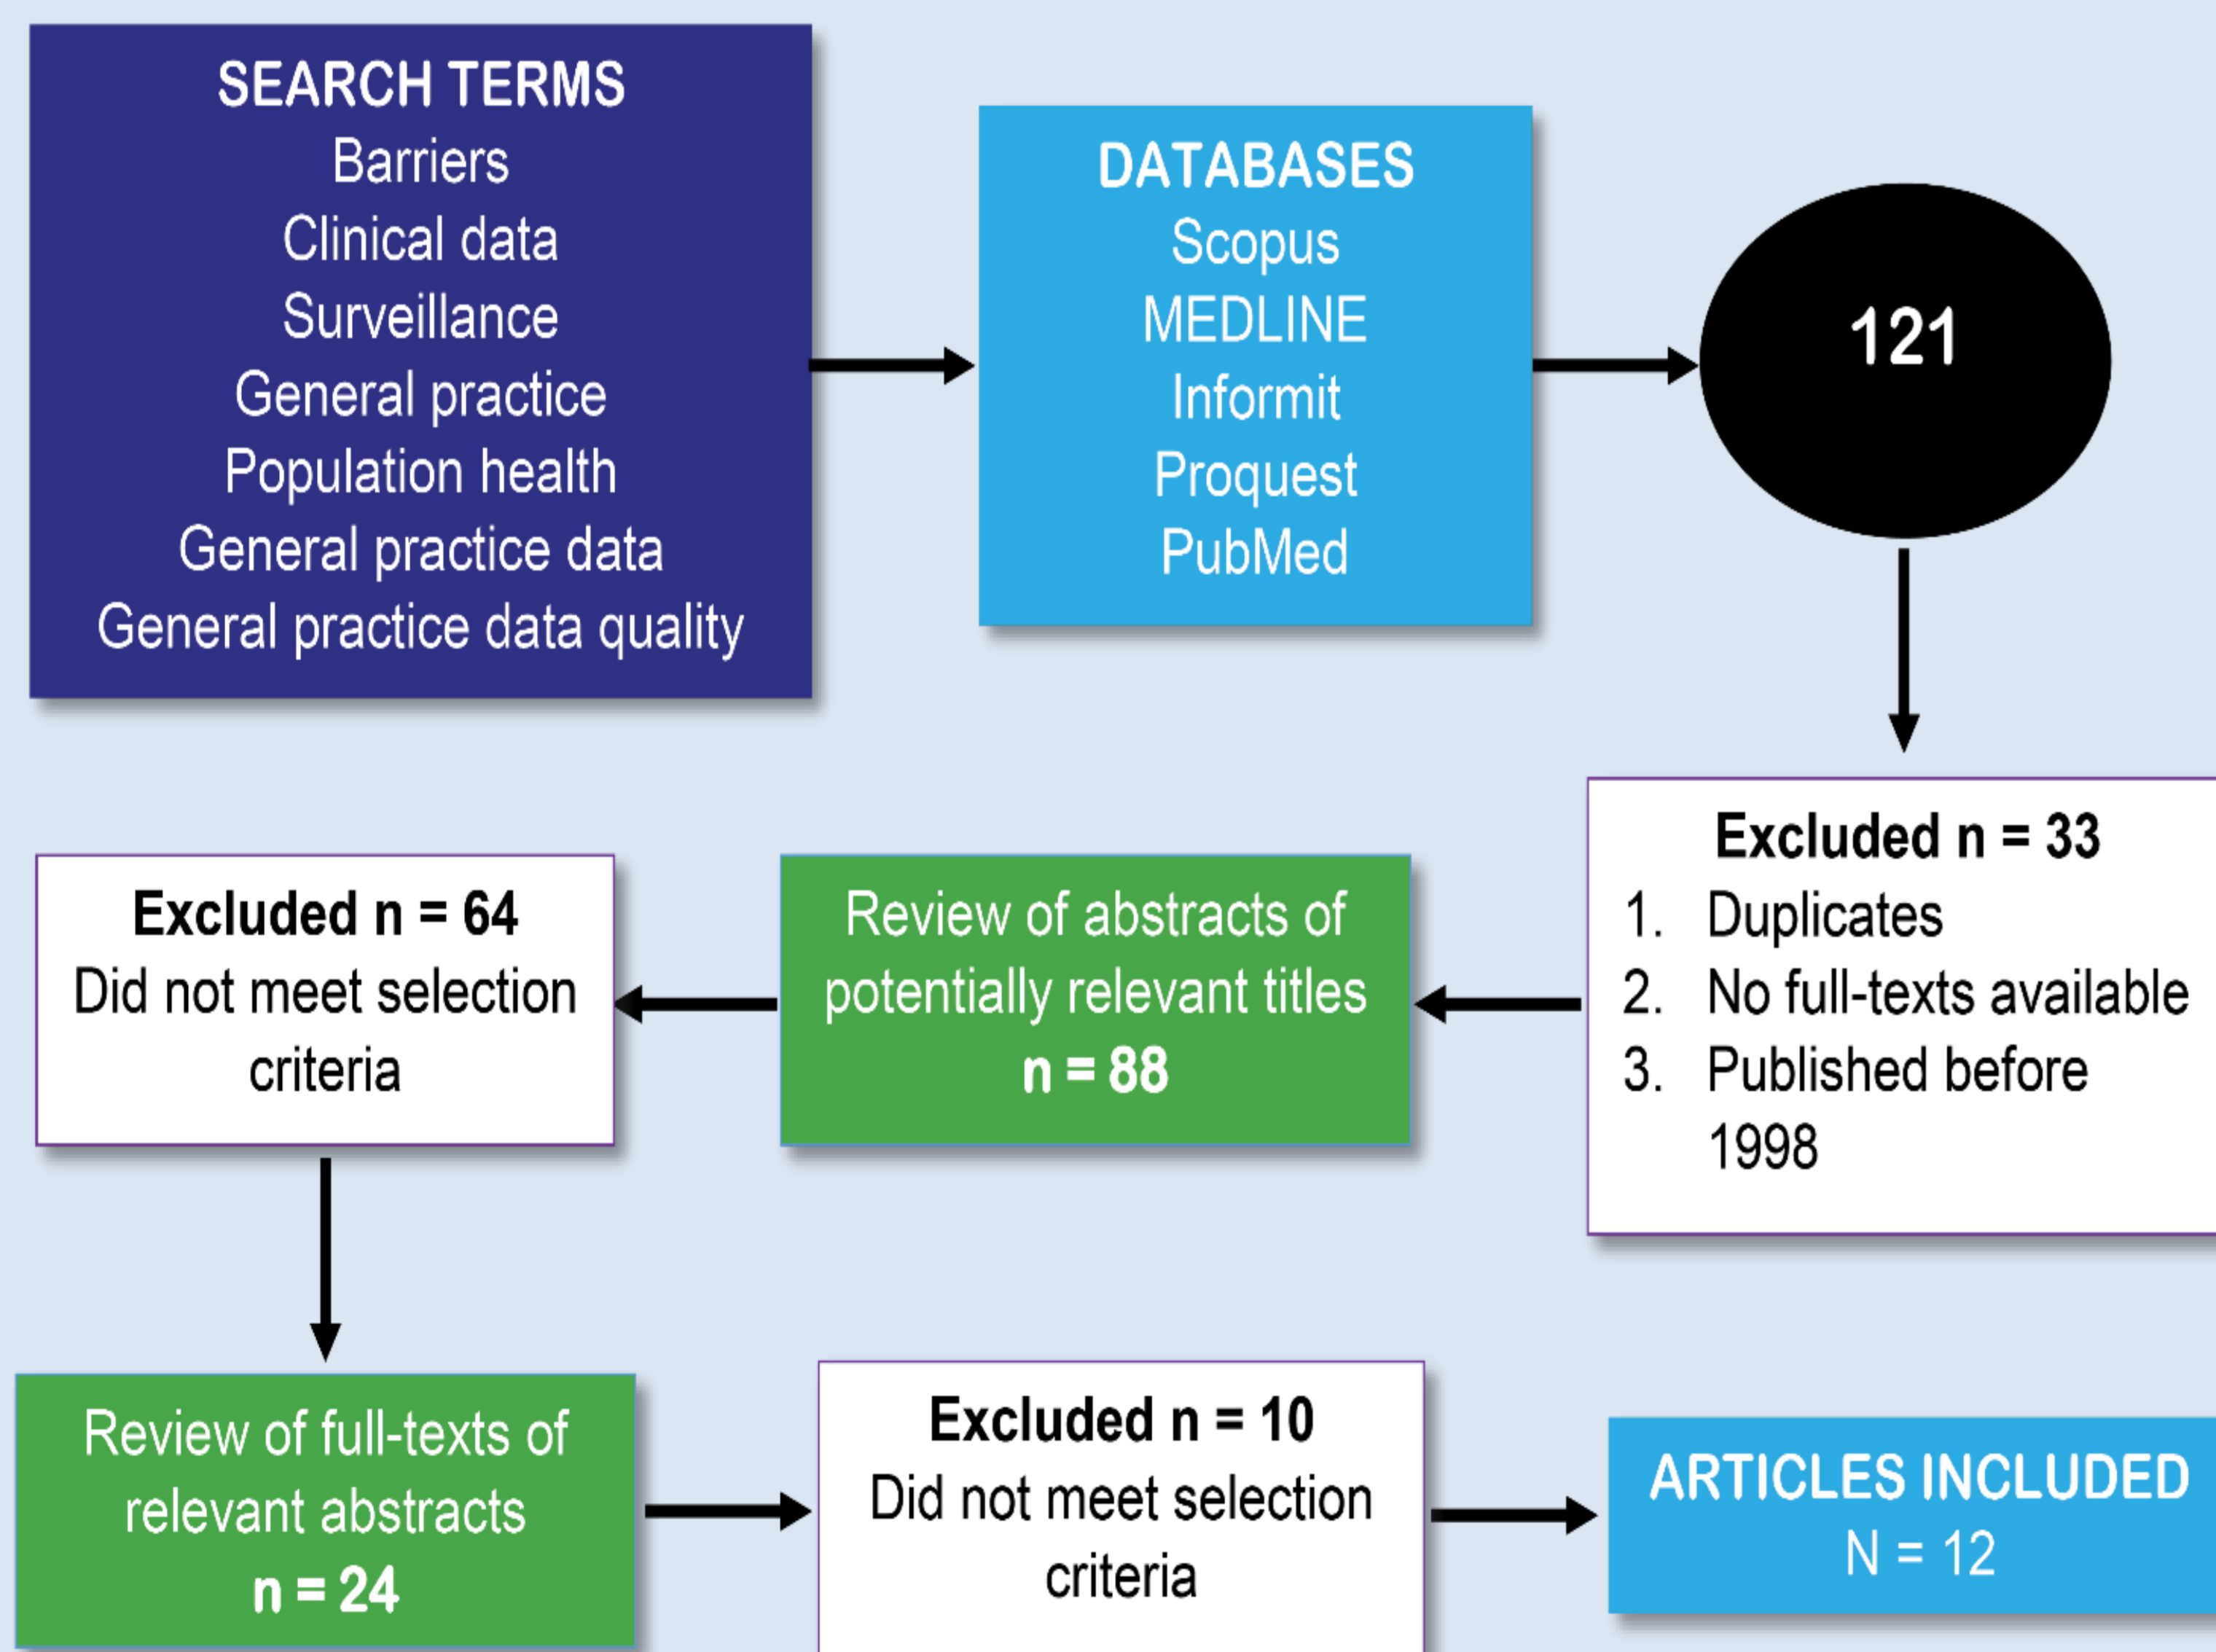 SEARCH TERMS
Barriers
Clinical data
Surveillance
General practice
Population health
General practice data
General practice data quality
DATABASES
Scopus
MEDLINE
Informit
Proquest
PubMed
121
Excluded n = 33
1. Duplicates
2. No full-texts available
3. Published before
1998
Review of abstracts of
potentially relevant titles
n = 88
Excluded n = 64
Did not meet selection
criteria
Review of full-texts of
relevant abstracts
n = 24
Excluded n = 10
Did not meet selection
criteria
ARTICLES INCLUDED
N = 12